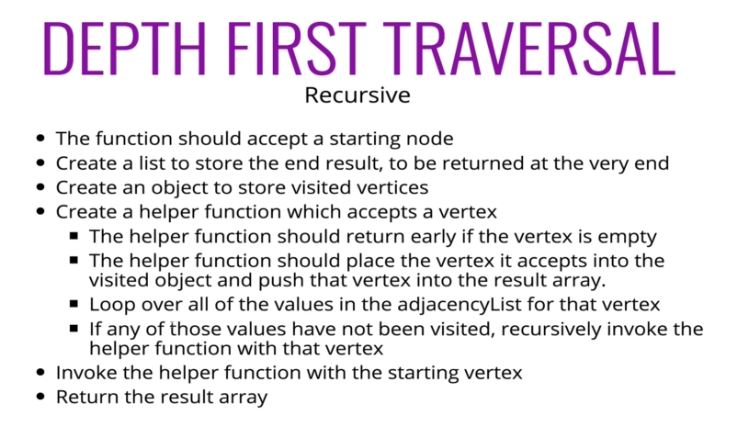 DEPTH FIRST TRAVERSAL
Recursive
• The function should accept a starting node
• Create a list to store the end result, to be returned at the very end
• Create an object to store visited vertices
• Create a helper function which accepts a vertex
▪ The helper function should return early if the vertex is empty
▪ The helper function should place the vertex it accepts into the
visited object and push that vertex into the result array.
▪ Loop over all of the values in the adjacencyList for that vertex
▪ If any of those values have not been visited, recursively invoke the
helper function with that vertex
• Invoke the helper function with the starting vertex
• Return the result array